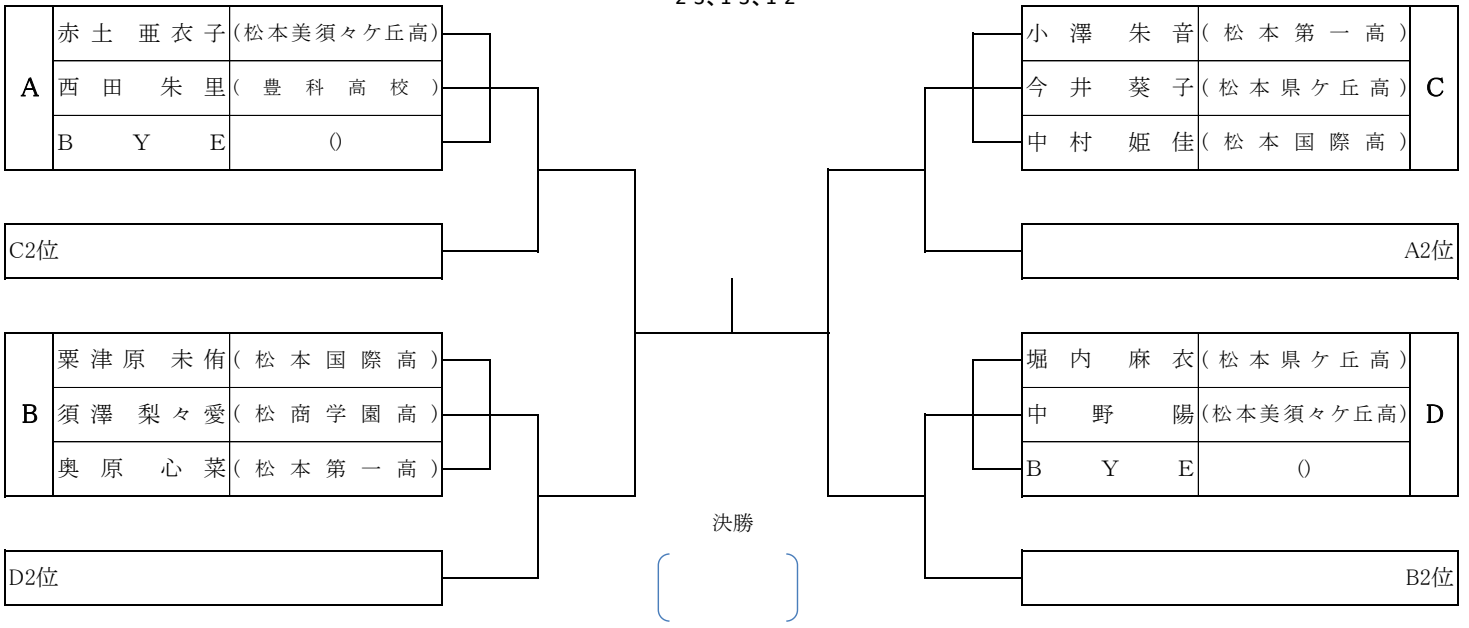 2-3、1-3、1-2
A
赤土 亜衣子(松本美須々ケ丘高)
西田 朱里(豊科高校)
BYE ()
C2位
B
粟津原 未侑(松本国際高)
須澤 梨々愛(松商学園高)
奥原 心菜(松本第一高)
D2位
小澤 朱音(松本第一高)
今井 葵子(松本県ケ丘高)
中村 姫佳(松本国際高)
C
A2位
堀内 麻衣(松本県ケ丘高)
中野 陽(松本美須々ケ丘高)
BYE ()
D
B2位
決勝